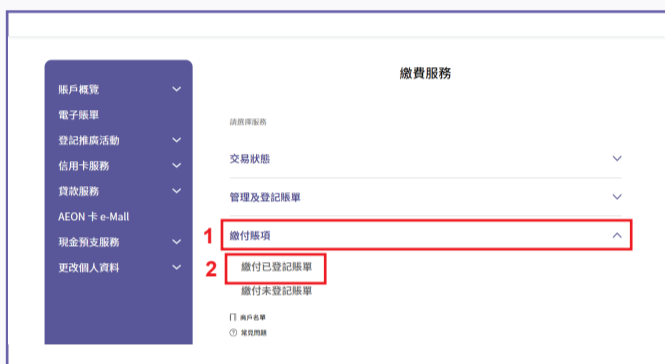 繳費服務
賬戶概覽
電子賬單
登記推廣活動
信用卡服務
貸款服務
AEON 卡 e-Mall
現金預支服務
更改個人資料
請選擇服務
交易狀態
管理及登記賬單
1 繳付賬項
2 繳付已登記賬單
繳付未登記賬單
商戶名單
常見問題